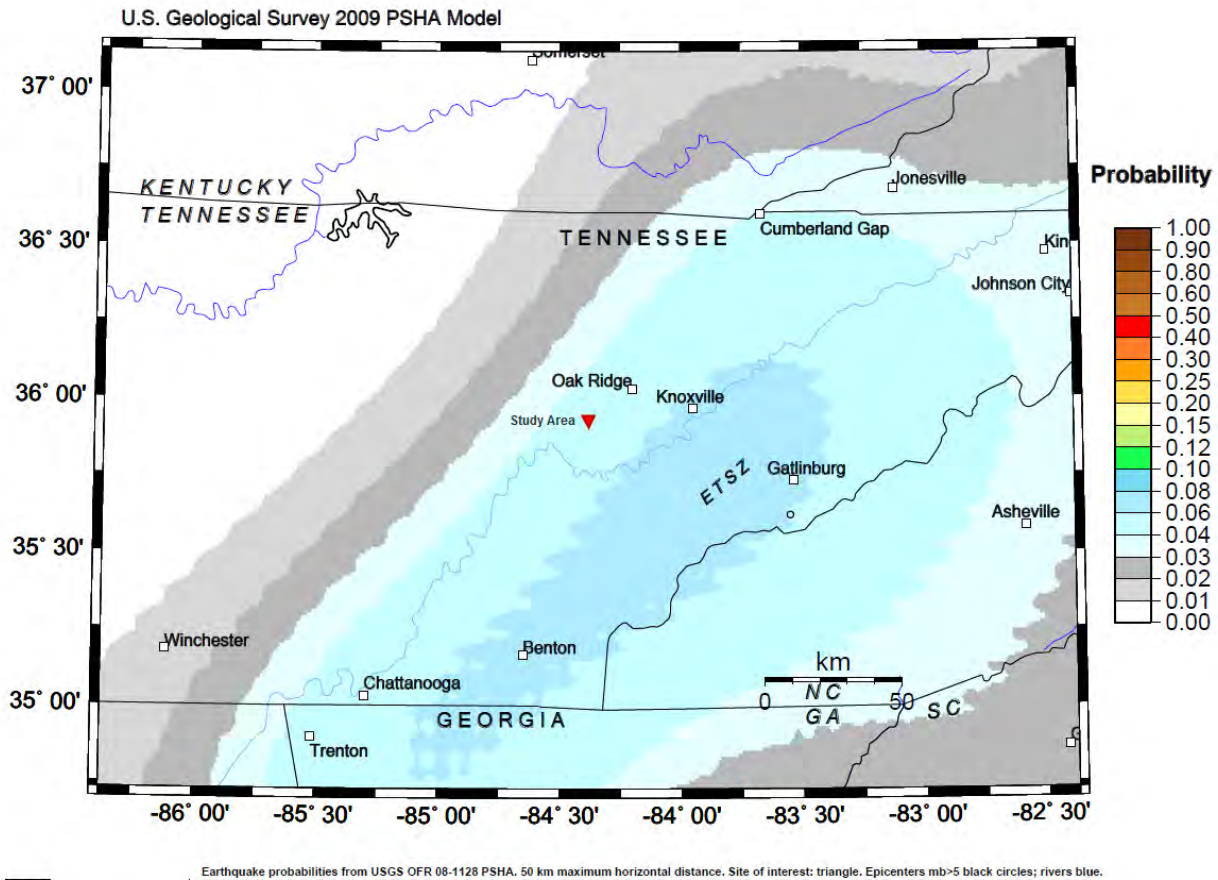 U.S. Geological Survey 2009 PSHA Model
Somerset
37° 00'
KENTUCKY
TENNESSEE
Jonesville
Probability
36° 30'
TENNESSEE
Cumberland Gap
Kin
Johnson City
1.00
0.90
0.80
0.60
0.50
0.40
0.30
0.25
0.20
0.15
0.12
0.10
0.08
0.06
0.04
0.03
0.02
0.01
0.00
36° 00'
Oak Ridge
Knoxville
Study Area
ETSZ
Gatlinburg
Asheville
35° 30'
Winchester
Benton
km
0
50
NC
GA
SC
35° 00'
Chattanooga
GEORGIA
Trenton
-86° 00'
-85° 30'
-85° 00'
-84° 30'
-84° 00'
-83° 30'
-83° 00'
-82° 30'
Earthquake probabilities from USGS OFR 08-1128 PSHA. 50 km maximum horizontal distance. Site of interest: triangle. Epicenters mb>5 black circles; rivers blue.